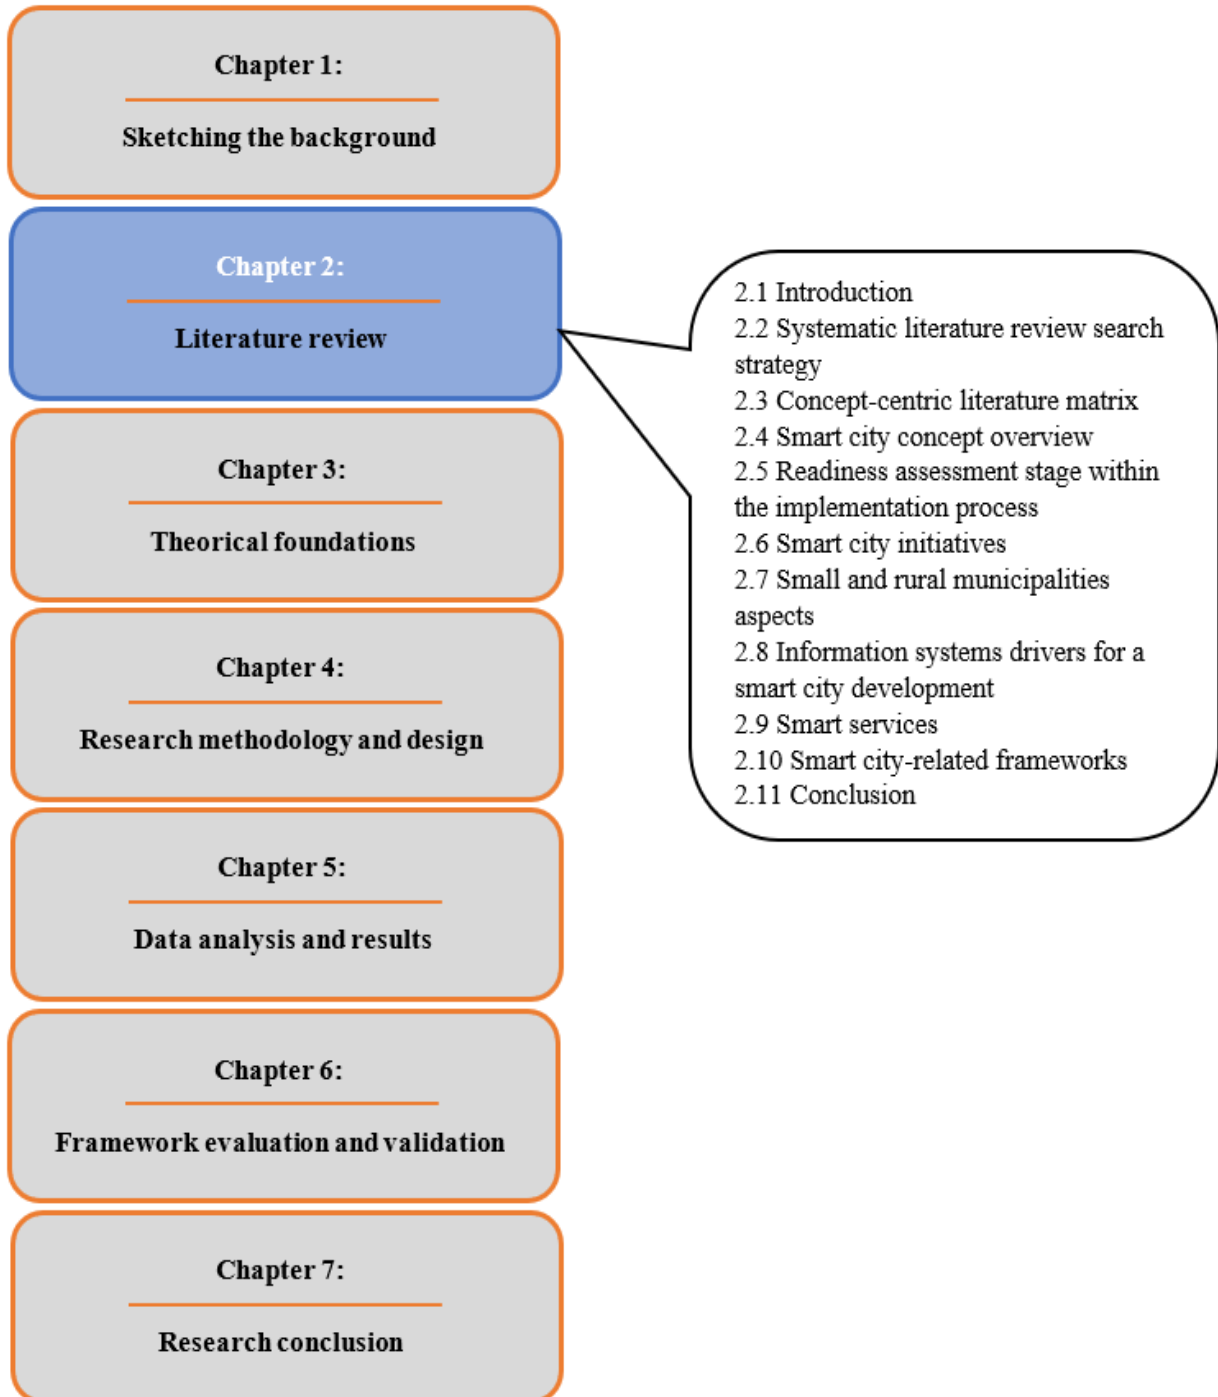 Chapter 1:
Sketching the background
Chapter 2:
Literature review
2.1 Introduction
2.2 Systematic literature review search
strategy
2.3 Concept-centric literature matrix
2.4 Smart city concept overview
2.5 Readiness assessment stage within
the implementation process
2.6 Smart city initiatives
2.7 Small and rural municipalities
aspects
2.8 Information systems drivers for a
smart city development
2.9 Smart services
2.10 Smart city-related frameworks
2.11 Conclusion
Chapter 3:
Theorical foundations
Chapter 4:
Research methodology and design
Chapter 5:
Data analysis and results
Chapter 6:
Framework evaluation and validation
Chapter 7:
Research conclusion